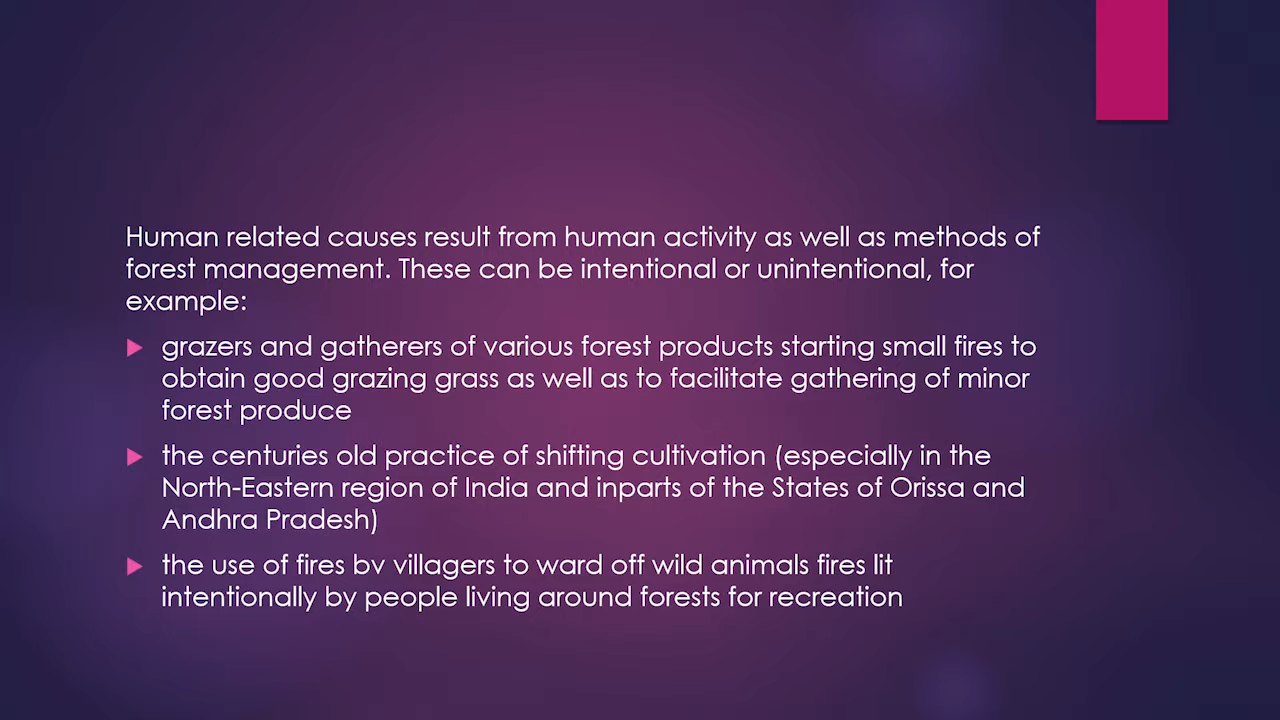 Human related causes result from human activity as well as methods of
forest management. These can be intentional or unintentional, for
example:
grazers and gatherers of various forest products starting small fires to
obtain good grazing grass as well as to facilitate gathering of minor
forest produce
the centuries old practice of shifting cultivation (especially in the
North-Eastern region of India and inparts of the States of Orissa and
Andhra Pradesh)
the use of fires bv villagers to ward off wild animals fires lit
intentionally by people living around forests for recreation